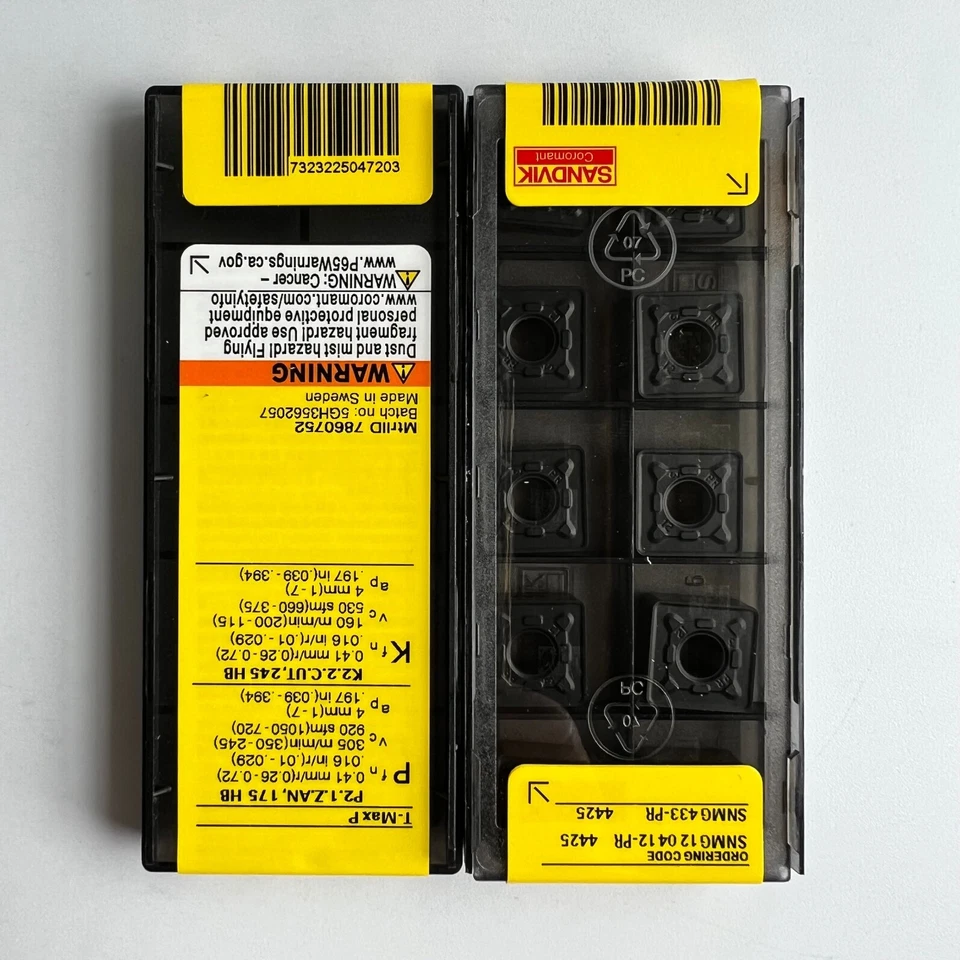 7323225047203
T-Max P
P2.1.Z.AN, 175 HB
P fn 0.41 mm/r(0.26-0.72)
.016 in/r(.01 - .029)
vc 305 m/min(350-245)
920 sfm(1050-720)
ap 4 mm(1-7)
.197 in(.039-.394)
K2.2.C.UT, 245 HB
K fn 0.41 mm/r(0.26-0.72)
.016 in/r(.01 - .029)
vc 160 m/min(200-115)
530 sfm(660-375)
ap 4 mm(1-7)
.197 in(.039-.394)
MtrlID 7860752
Batch no: 5GH3562057
Made in Sweden
WARNING
Dust and mist hazard! Flying
fragment hazard! Use approved
personal protective equipment
www.coromant.com/safetyinfo
WARNING: Cancer –
www.P65Warnings.ca.gov
ORDERING CODE
SNMG 12 04 12-PR 4425
SNMG 433-PR 4425
07
PC
PR
PR
PR
07
PC
SANDVIK
Coromant